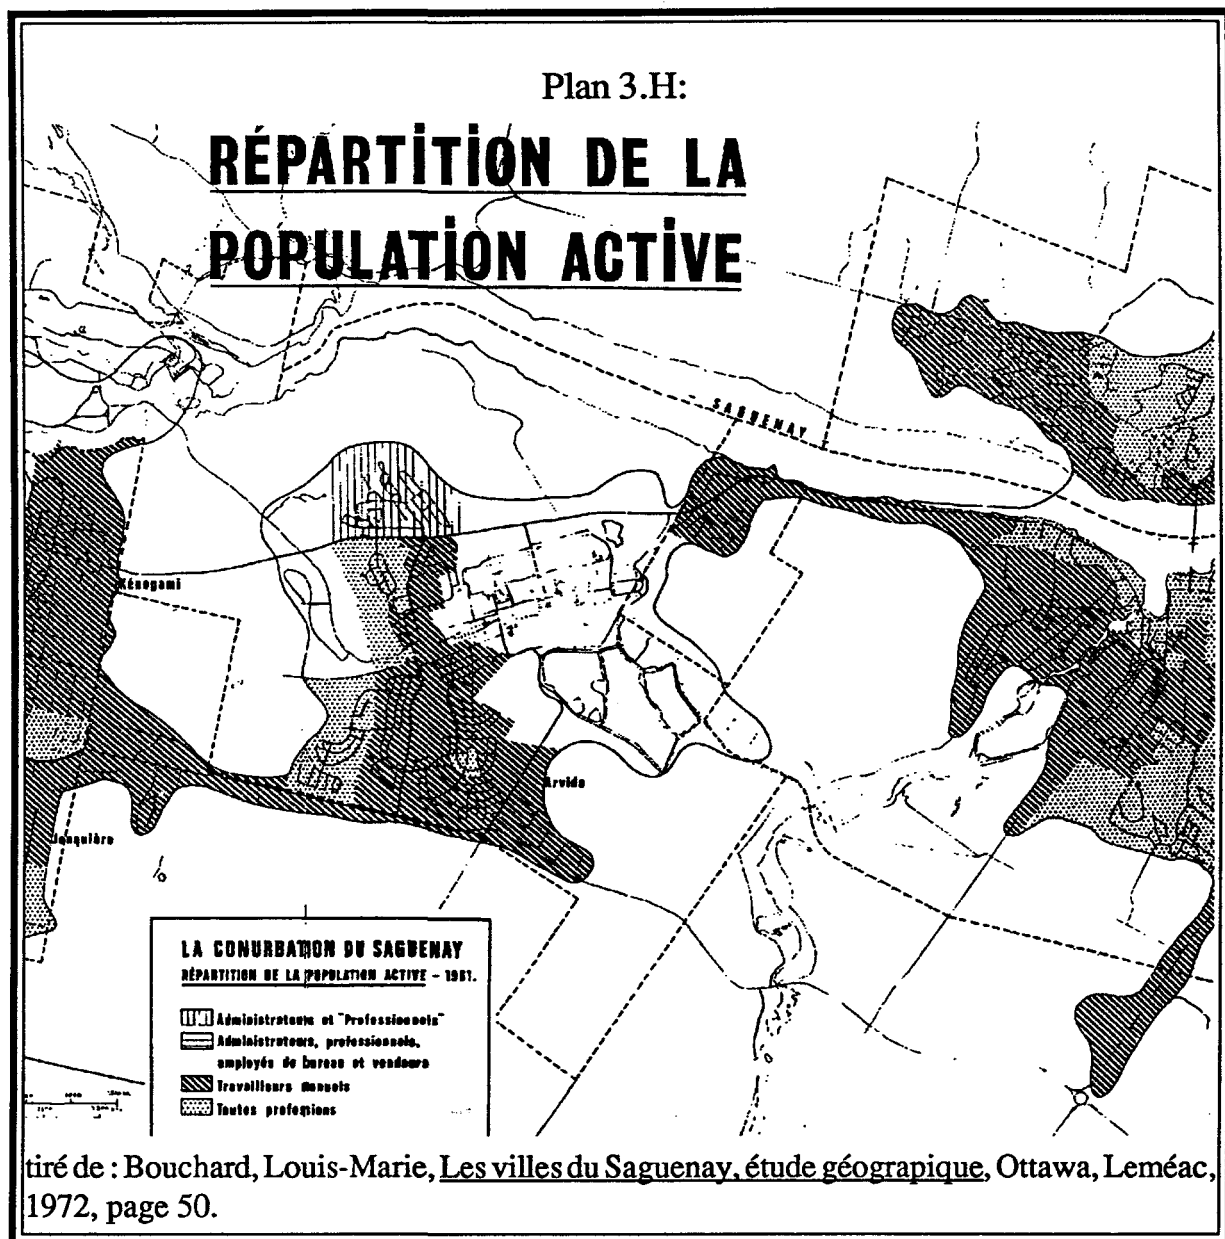 Plan 3.H:
RÉPARTITION DE LA
POPULATION ACTIVE
SAGUENAY
Kénogami
Arvida
Jonquière
LA CONURBATION DU SAGUENAY
RÉPARTITION DE LA POPULATION ACTIVE - 1961.
Administrateurs et "Professionnels"
Administrateurs, professionnels,
employés de bureau et vendeurs
Travailleurs manuels
Toutes professions
tiré de : Bouchard, Louis-Marie, Les villes du Saguenay, étude géograpique, Ottawa, Leméac,
1972, page 50.